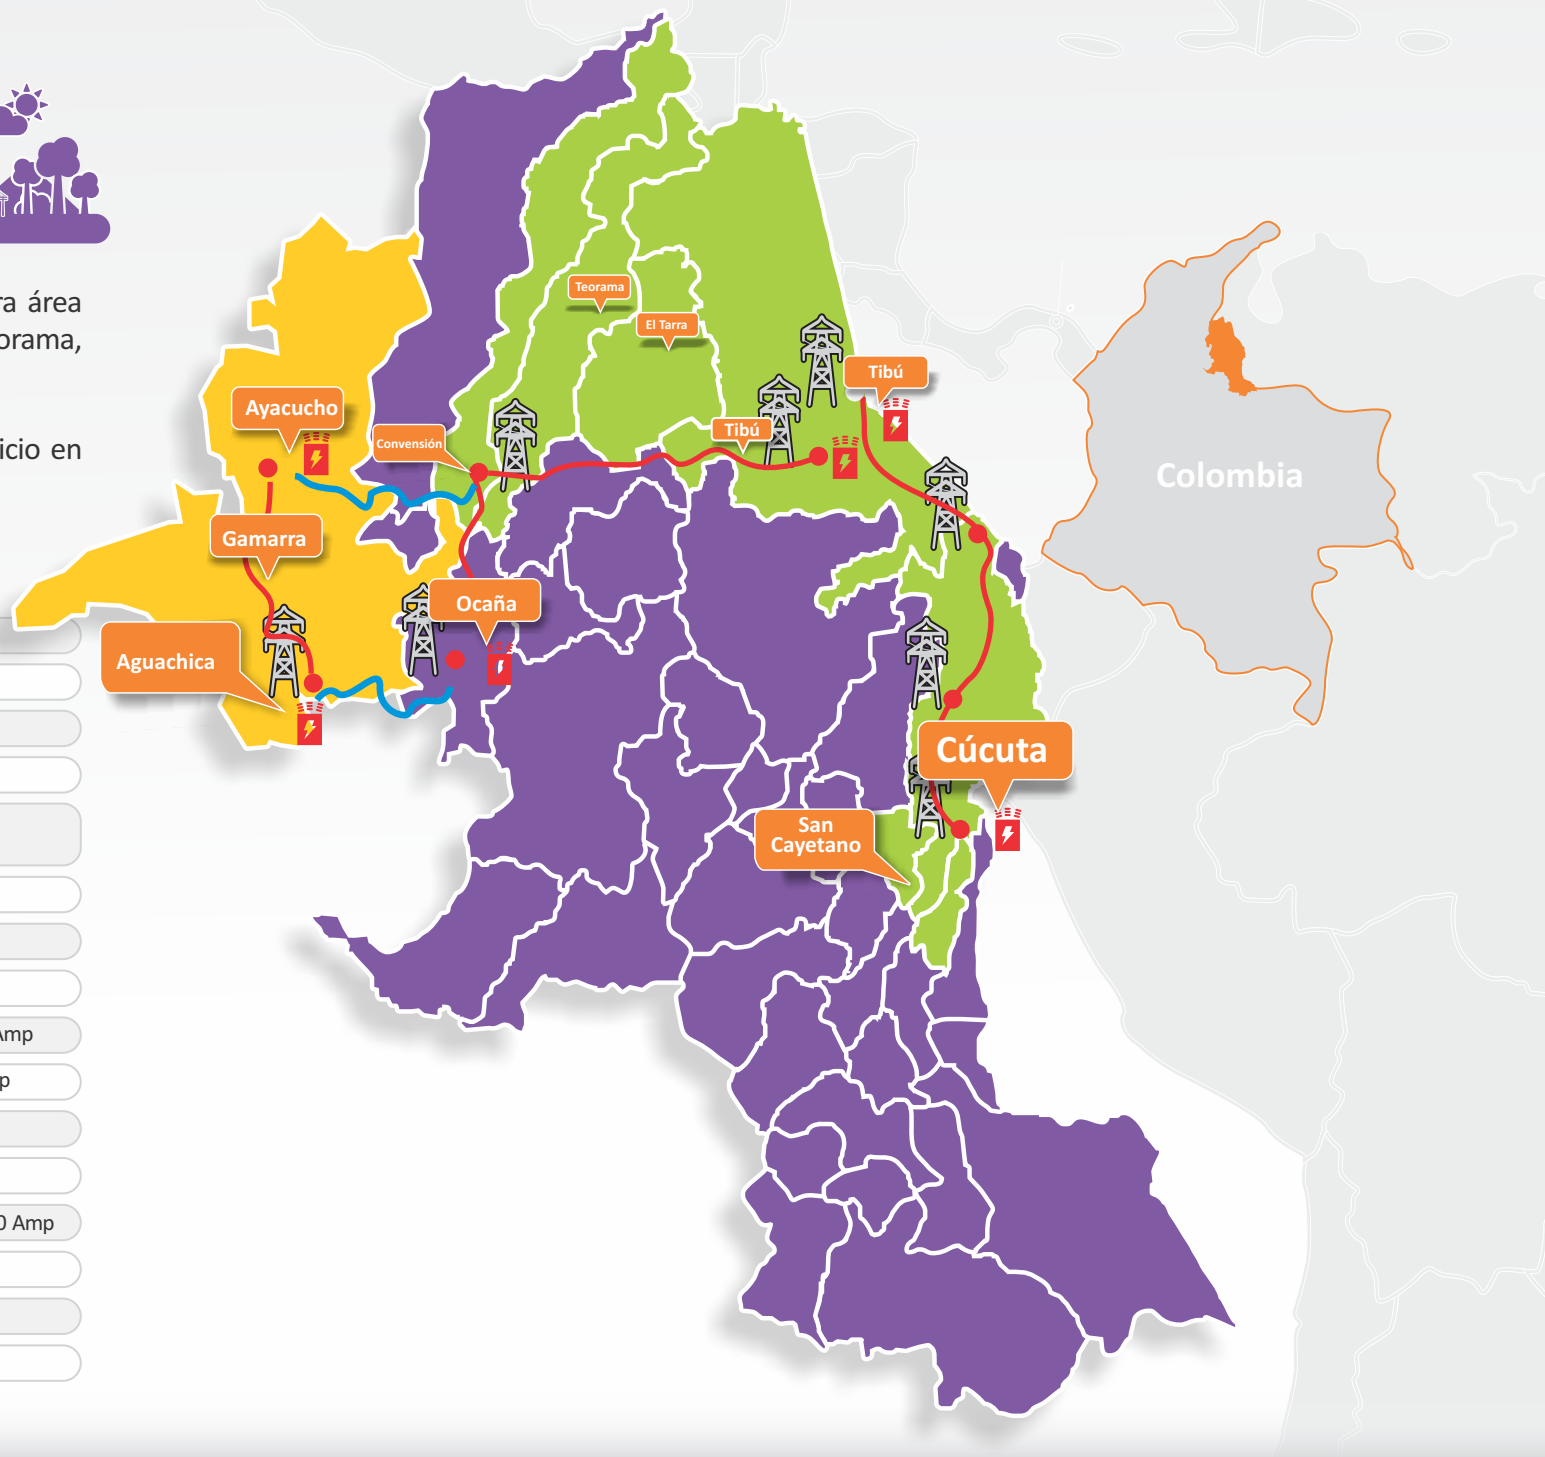 ra área
orama,
icio en
Amp
p
0 Amp
Teorama
El Tarra
Tibú
Ayacucho
Tibú
Convensión
Gamarra
Ocaña
Aguachica
Cúcuta
San
Cayetano
Colombia